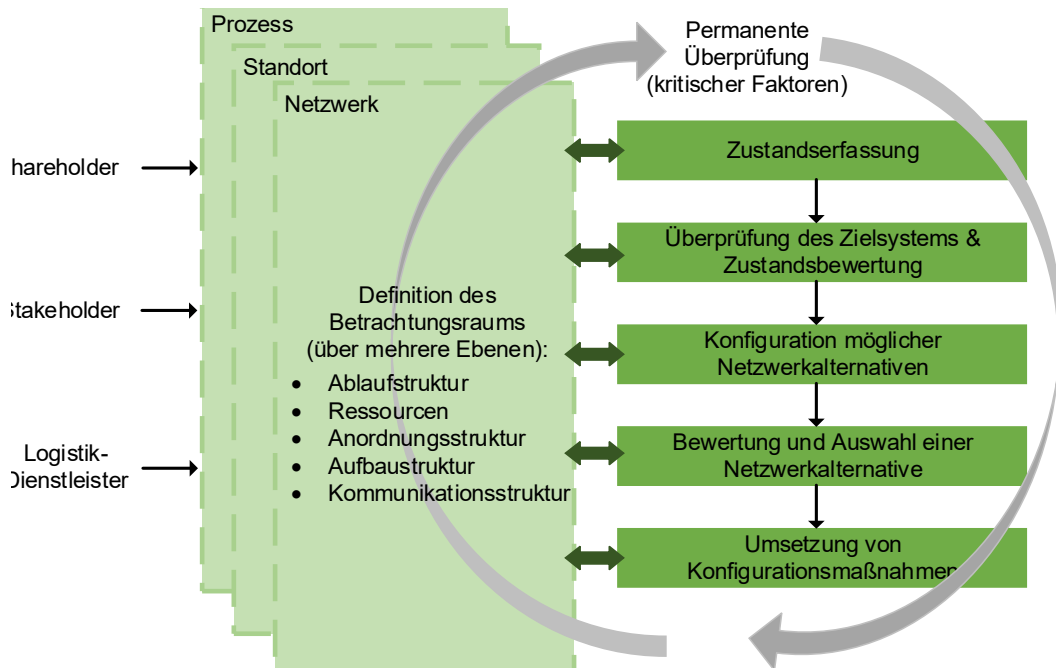 Prozess
Standort
Netzwerk
Permanente
Überprüfung
(kritischer Faktoren)
hareholder
takeholder
Logistik-
Dienstleister
Definition des
Betrachtungsraums
(über mehrere Ebenen):
• Ablaufstruktur
• Ressourcen
• Anordnungsstruktur
• Aufbaustruktur
• Kommunikationsstruktur
Zustandserfassung
Überprüfung des Zielsystems &
Zustandsbewertung
Konfiguration möglicher
Netzwerkalternativen
Bewertung und Auswahl einer
Netzwerkalternative
Umsetzung von
Konfigurationsmaßnahmen